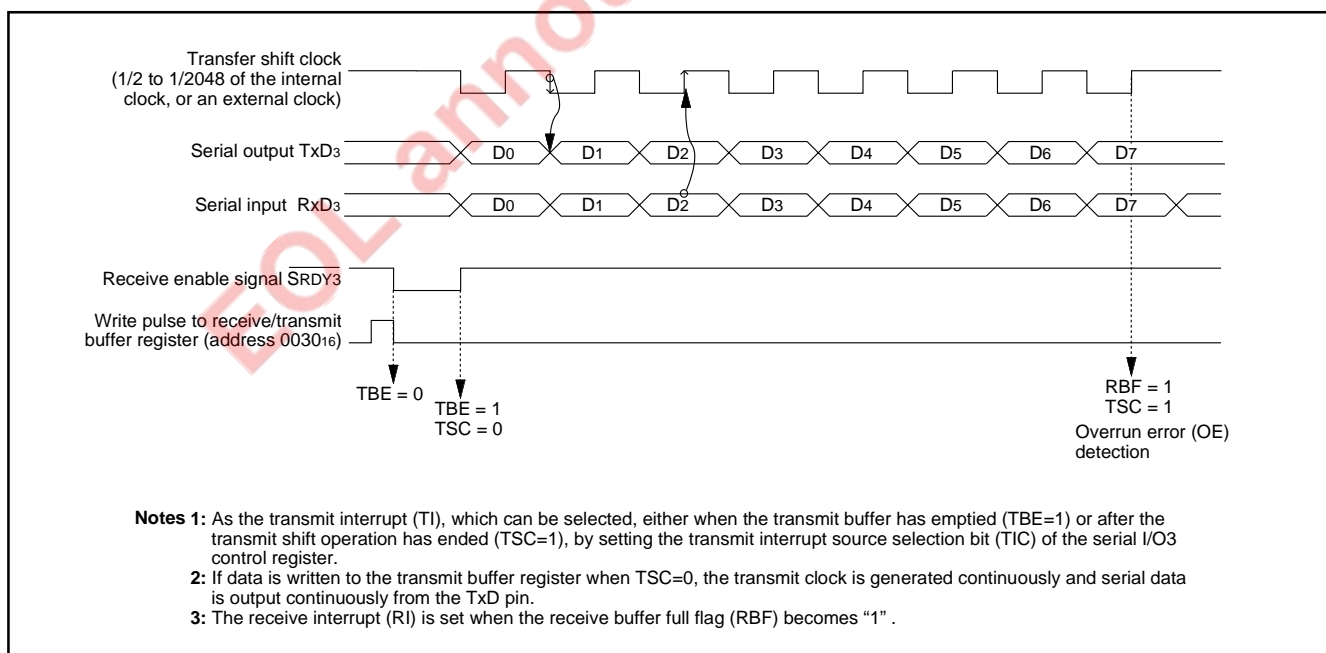 EOL anno
Transfer shift clock
(1/2 to 1/2048 of the internal
clock, or an external clock)
Serial output TxD3
D0 D1 D2 D3 D4 D5 D6 D7
Serial input RxD3
D0 D1 D2 D3 D4 D5 D6 D7
Receive enable signal SRDY3
Write pulse to receive/transmit
buffer register (address 003016)
TBE = 0
TBE = 1
TSC = 0
RBF = 1
TSC = 1
Overrun error (OE)
detection
Notes 1: As the transmit interrupt (TI), which can be selected, either when the transmit buffer has emptied (TBE=1) or after the
transmit shift operation has ended (TSC=1), by setting the transmit interrupt source selection bit (TIC) of the serial I/O3
control register.
2: If data is written to the transmit buffer register when TSC=0, the transmit clock is generated continuously and serial data
is output continuously from the TxD pin.
3: The receive interrupt (RI) is set when the receive buffer full flag (RBF) becomes “1” .